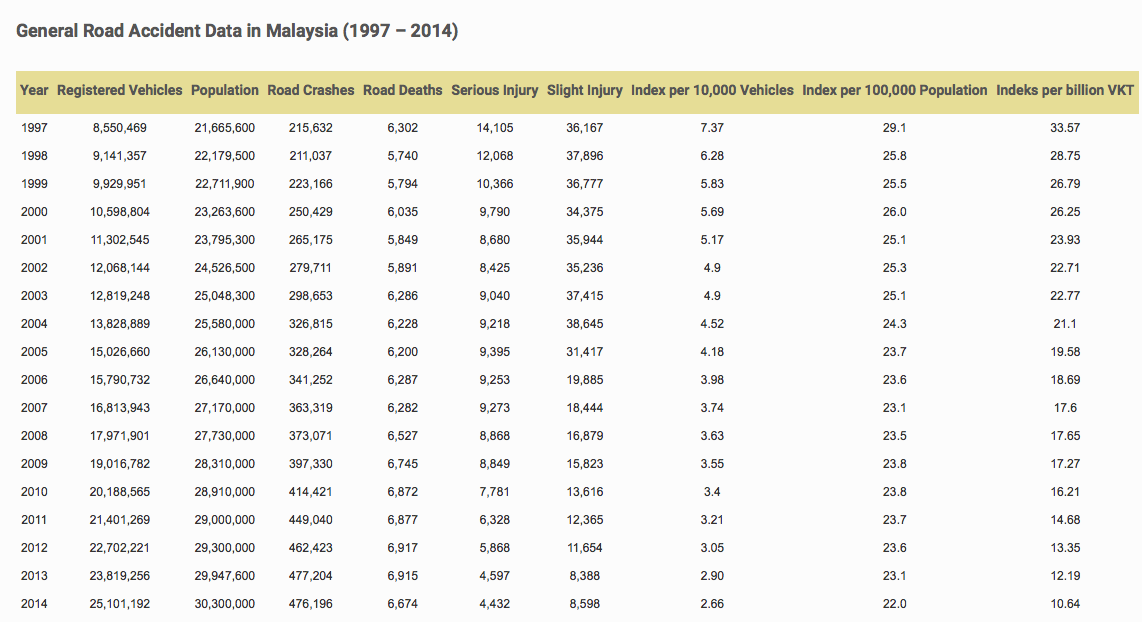 General Road Accident Data in Malaysia (1997 – 2014)
Year Registered Vehicles Population Road Crashes Road Deaths Serious Injury Slight Injury Index per 10,000 Vehicles Index per 100,000 Population Indeks per billion VKT
1997 8,550,469 21,665,600 215,632 6,302 14,105 36,167 7.37 29.1 33.57
1998 9,141,357 22,179,500 211,037 5,740 12,068 37,896 6.28 25.8 28.75
1999 9,929,951 22,711,900 223,166 5,794 10,366 36,777 5.83 25.5 26.79
2000 10,598,804 23,263,600 250,429 6,035 9,790 34,375 5.69 26.0 26.25
2001 11,302,545 23,795,300 265,175 5,849 8,680 35,944 5.17 25.1 23.93
2002 12,068,144 24,526,500 279,711 5,891 8,425 35,236 4.9 25.3 22.71
2003 12,819,248 25,048,300 298,653 6,286 9,040 37,415 4.9 25.1 22.77
2004 13,828,889 25,580,000 326,815 6,228 9,218 38,645 4.52 24.3 21.1
2005 15,026,660 26,130,000 328,264 6,200 9,395 31,417 4.18 23.7 19.58
2006 15,790,732 26,640,000 341,252 6,287 9,253 19,885 3.98 23.6 18.69
2007 16,813,943 27,170,000 363,319 6,282 9,273 18,444 3.74 23.1 17.6
2008 17,971,901 27,730,000 373,071 6,527 8,868 16,879 3.63 23.5 17.65
2009 19,016,782 28,310,000 397,330 6,745 8,849 15,823 3.55 23.8 17.27
2010 20,188,565 28,910,000 414,421 6,872 7,781 13,616 3.4 23.8 16.21
2011 21,401,269 29,000,000 449,040 6,877 6,328 12,365 3.21 23.7 14.68
2012 22,702,221 29,300,000 462,423 6,917 5,868 11,654 3.05 23.6 13.35
2013 23,819,256 29,947,600 477,204 6,915 4,597 8,388 2.90 23.1 12.19
2014 25,101,192 30,300,000 476,196 6,674 4,432 8,598 2.66 22.0 10.64